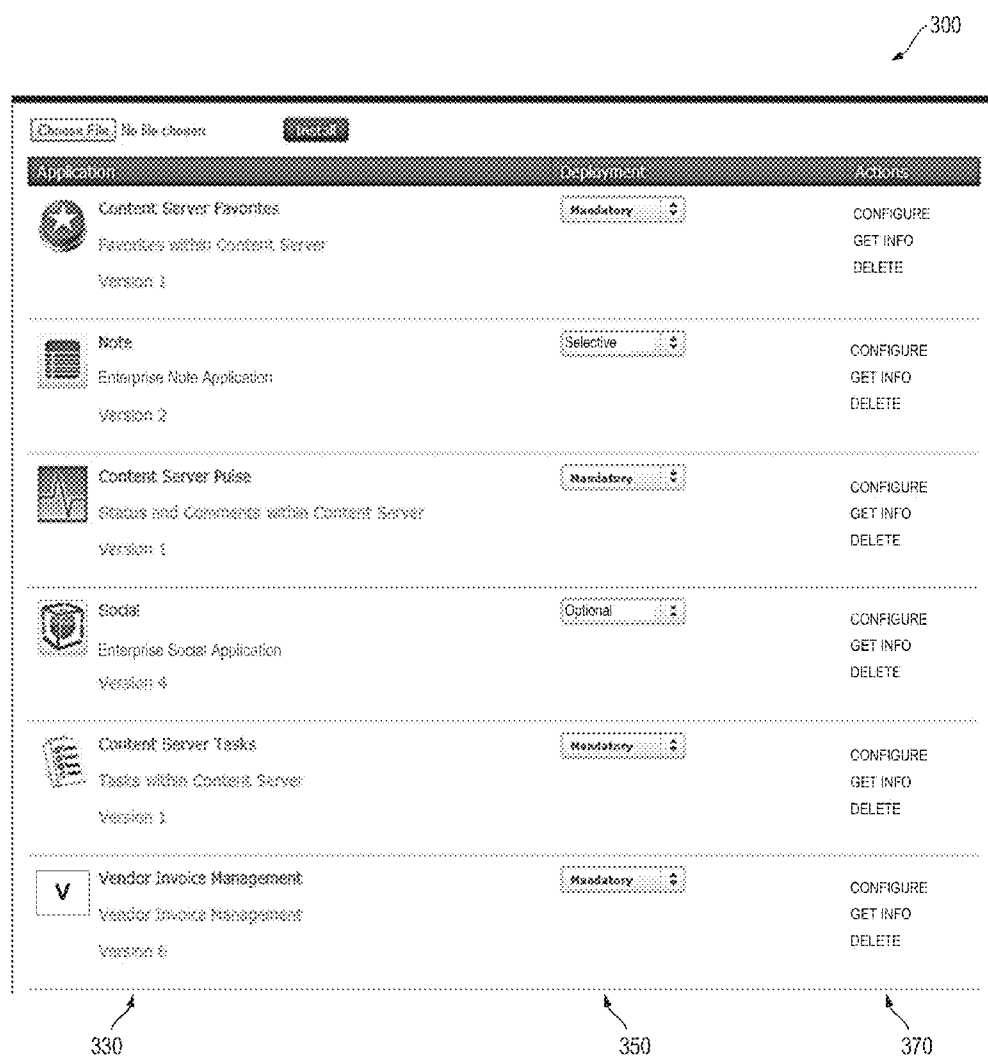 300
Choose File No file chosen Install
Application Deployment Actions
Content Server Favorites Mandatory CONFIGURE
Favorites within Content Server GET INFO
Version 1 DELETE
Note Selective CONFIGURE
Enterprise Note Application GET INFO
Version 2 DELETE
Content Server Pulse Mandatory CONFIGURE
Status and Comments within Content Server GET INFO
Version 1 DELETE
Social Optional CONFIGURE
Enterprise Social Application GET INFO
Version 4 DELETE
Content Server Tasks Mandatory CONFIGURE
Tasks within Content Server GET INFO
Version 1 DELETE
V Vendor Invoice Management Mandatory CONFIGURE
Vendor Invoice Management GET INFO
Version 6 DELETE
330 350 370